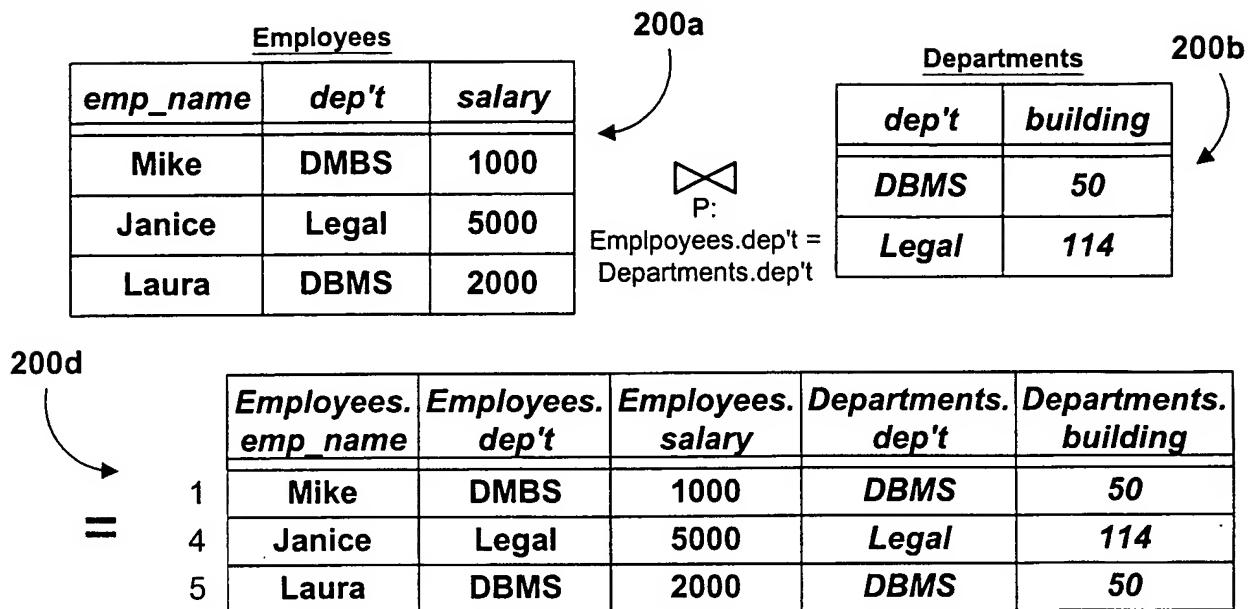 200a
Employees
emp_name dep't salary
Mike DMBS 1000
Janice Legal 5000
Laura DBMS 2000
P:
Emplpoyees.dep't =
Departments.dep't
200b
Departments
dep't building
DBMS 50
Legal 114
200d
=
Employees. Employees. Employees. Departments. Departments.
emp_name dep't salary dep't building
1 Mike DMBS 1000 DBMS 50
4 Janice Legal 5000 Legal 114
5 Laura DBMS 2000 DBMS 50